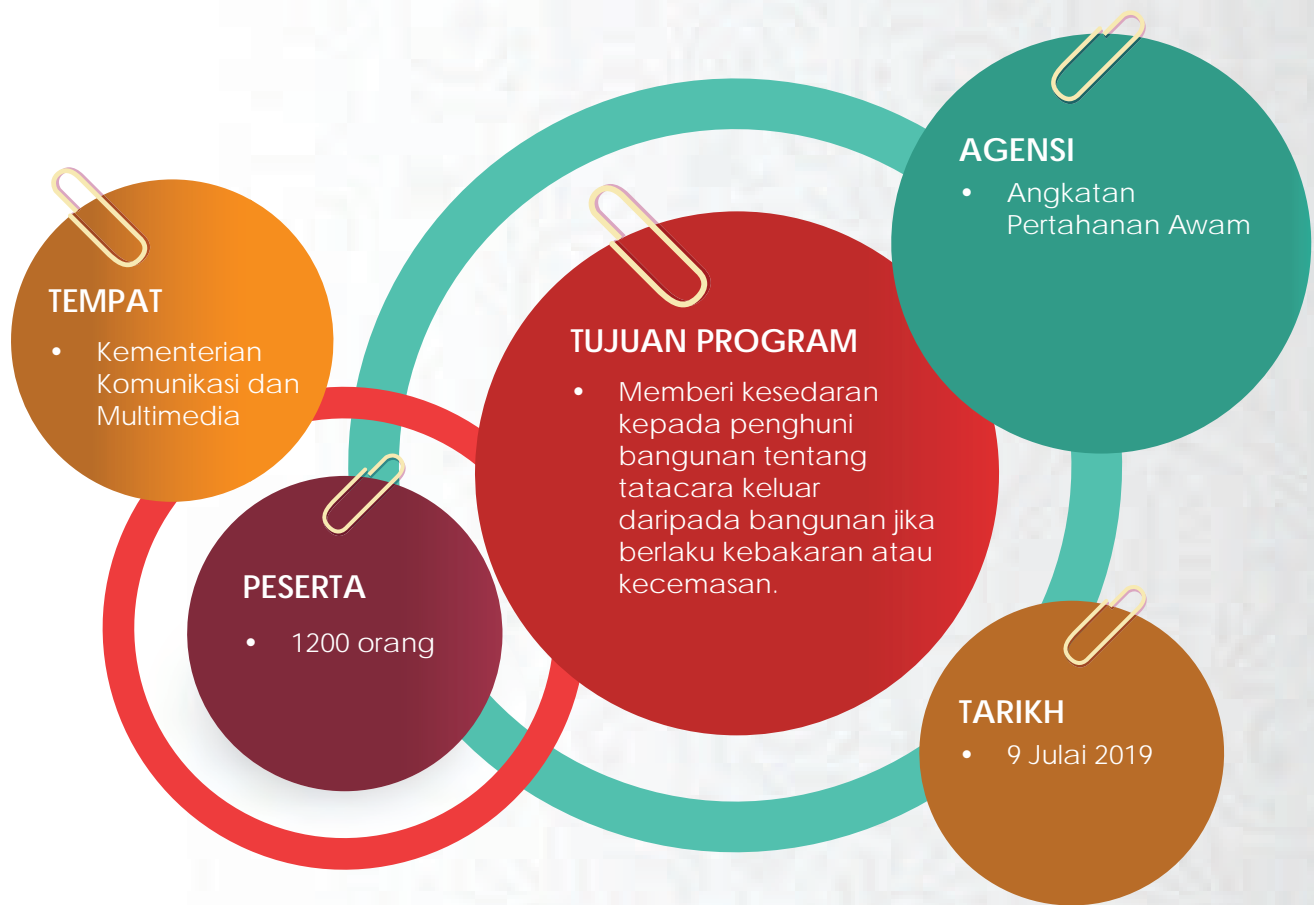 AGENSI
• Angkatan
Pertahanan Awam
TEMPAT
• Kementerian
Komunikasi dan
Multimedia
TUJUAN PROGRAM
• Memberi kesedaran
kepada penghuni
bangunan tentang
tatacara keluar
daripada bangunan jika
berlaku kebakaran atau
kecemasan.
PESERTA
• 1200 orang
TARIKH
• 9 Julai 2019